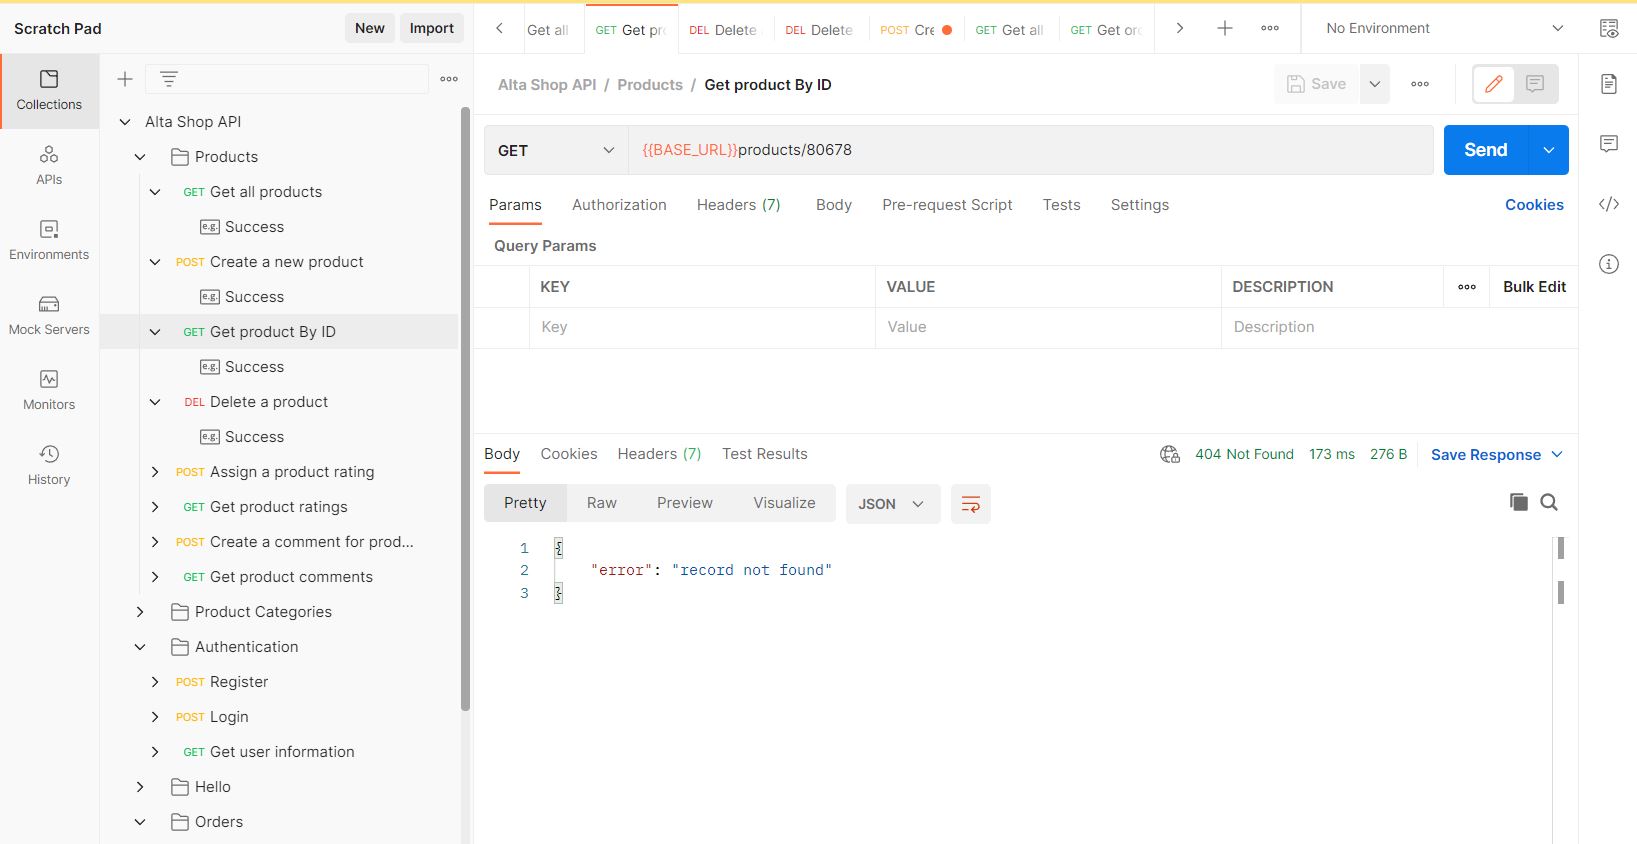 Scratch Pad
New
Import
Get all
GET Get pro
DEL Delete
DEL Delete
POST Cre
GET Get all
GET Get or
No Environment
Collections
APIs
Environments
Mock Servers
Monitors
History
Alta Shop API
Products
GET Get all products
e.g. Success
POST Create a new product
e.g. Success
GET Get product By ID
e.g. Success
DEL Delete a product
e.g. Success
POST Assign a product rating
GET Get product ratings
POST Create a comment for prod...
GET Get product comments
Product Categories
Authentication
POST Register
POST Login
GET Get user information
Hello
Orders
Alta Shop API / Products / Get product By ID
Save
GET
{{BASE_URL}}products/80678
Send
Params
Authorization
Headers (7)
Body
Pre-request Script
Tests
Settings
Cookies
Query Params
KEY
VALUE
DESCRIPTION
Bulk Edit
Key
Value
Description
Body
Cookies
Headers (7)
Test Results
404 Not Found
173 ms
276 B
Save Response
Pretty
Raw
Preview
Visualize
JSON
1 {
2 "error": "record not found"
3 }